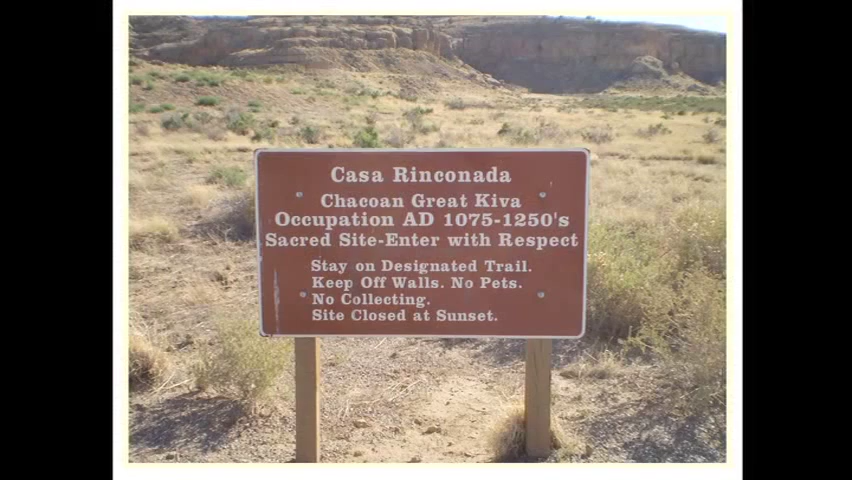 Casa Rinconada
Chacoan Great Kiva
Occupation AD 1075-1250's
Sacred Site-Enter with Respect
Stay on Designated Trail.
Keep Off Walls. No Pets.
No Collecting.
Site Closed at Sunset.